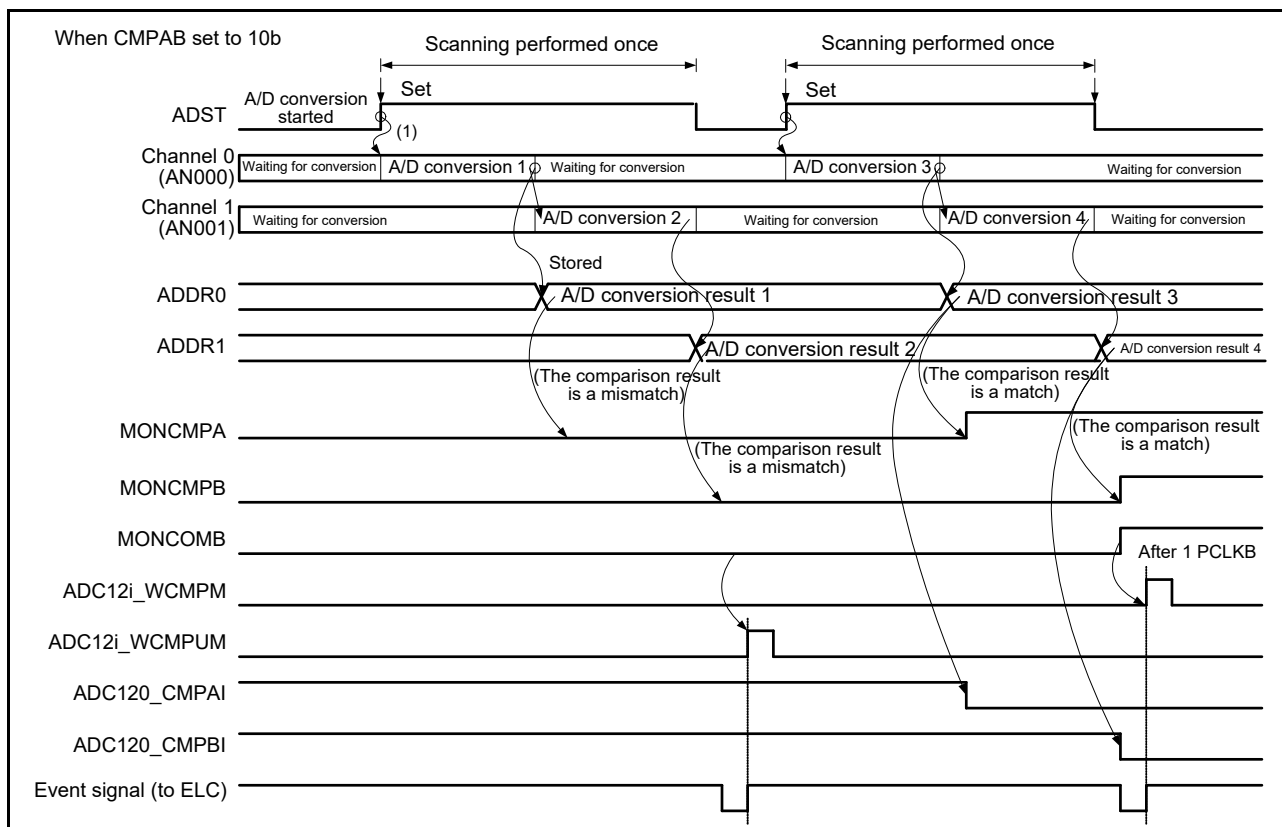 When CMPAB set to 10b
Scanning performed once
Scanning performed once
ADST
A/D conversion
started
Set
Set
(1)
Channel 0
(AN000)
Waiting for conversion
A/D conversion 1
Waiting for conversion
A/D conversion 3
Waiting for conversion
Channel 1
(AN001)
Waiting for conversion
A/D conversion 2
Waiting for conversion
A/D conversion 4
Waiting for conversion
Stored
ADDR0
A/D conversion result 1
A/D conversion result 3
ADDR1
A/D conversion result 2
A/D conversion result 4
(The comparison result
is a mismatch)
(The comparison result
is a match)
MONCMPA
(The comparison result
is a mismatch)
(The comparison result
is a match)
MONCMPB
MONCOMB
After 1 PCLKB
ADC12i_WCMPM
ADC12i_WCMPUM
ADC120_CMPAI
ADC120_CMPBI
Event signal (to ELC)